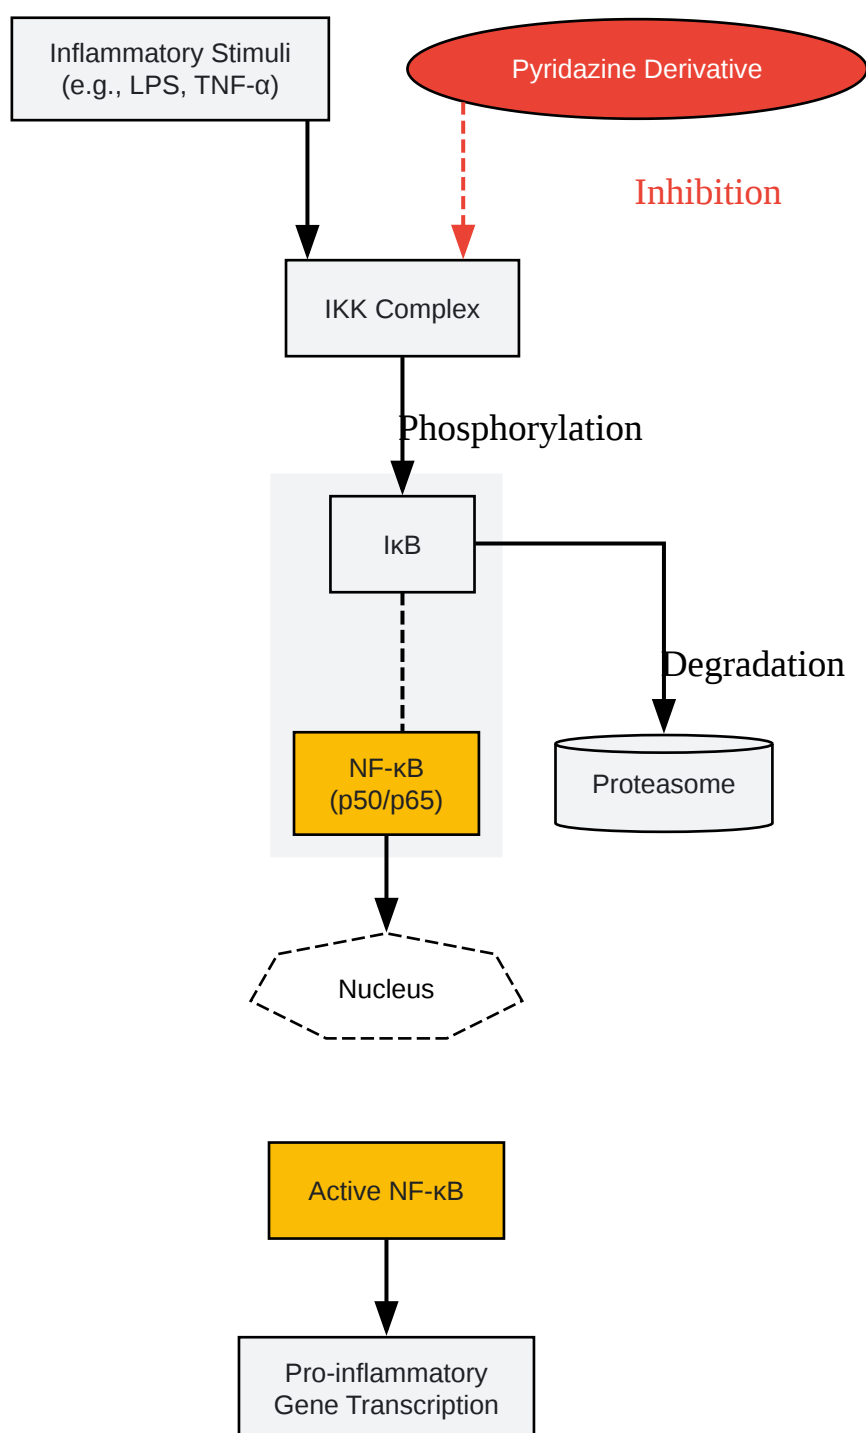 Inflammatory Stimuli
(e.g., LPS, TNF-α)
Pyridazine Derivative
Inhibition
IKK Complex
Phosphorylation
IκB
Degradation
NF-κB
(p50/p65)
Proteasome
Nucleus
Active NF-κB
Pro-inflammatory
Gene Transcription